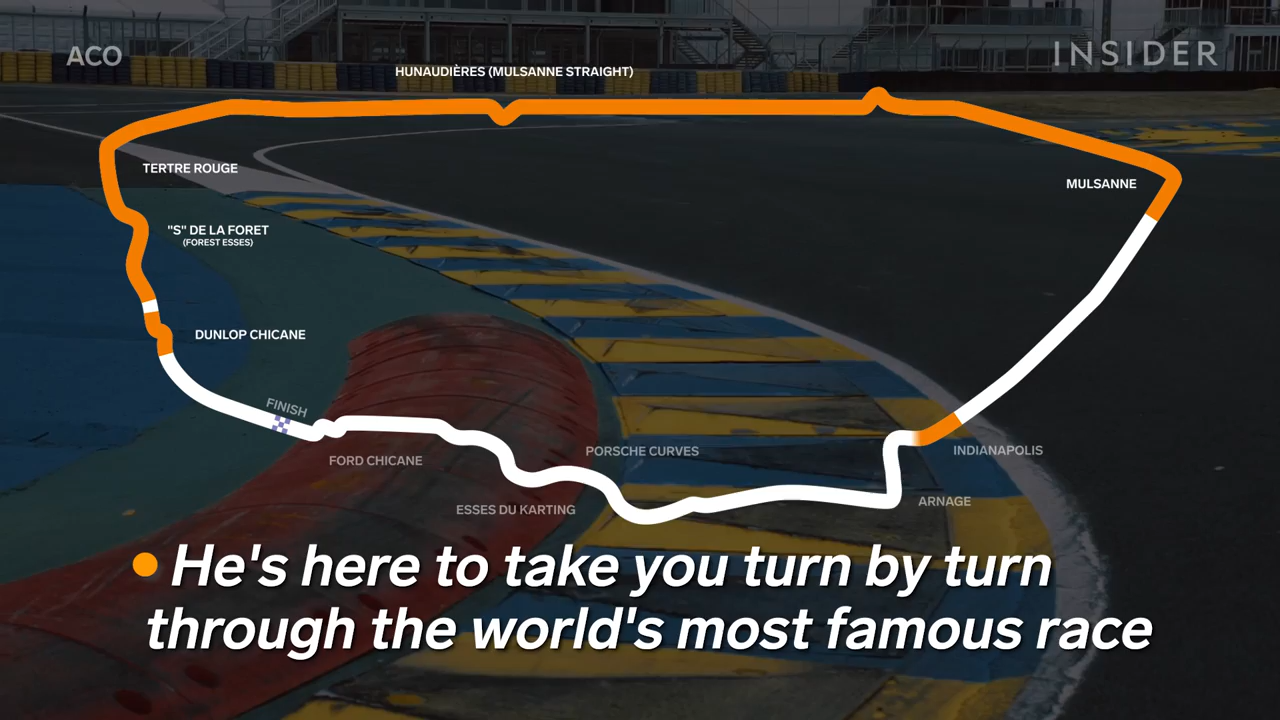 ACO
INSIDER
HUNAUDIÈRES (MULSANNE STRAIGHT)
TERTRE ROUGE
MULSANNE
"S" DE LA FORET
(FOREST ESSES)
DUNLOP CHICANE
FINISH
FORD CHICANE
PORSCHE CURVES
INDIANAPOLIS
ESSES DU KARTING
ARNAGE
He's here to take you turn by turn
through the world's most famous race